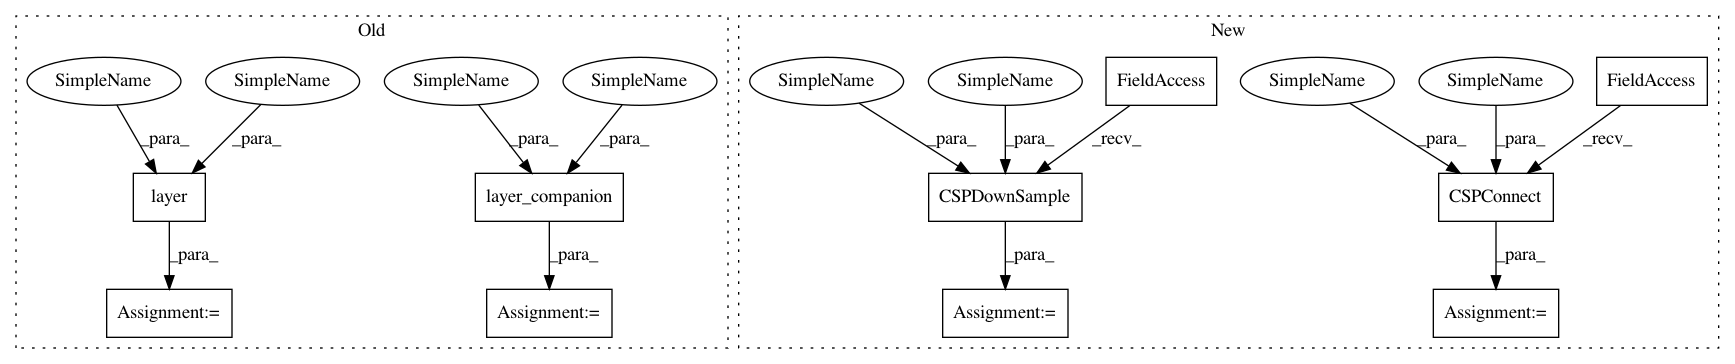 Old
New
SimpleName
SimpleName
SimpleName
SimpleName
SimpleName
SimpleName
FieldAccess
SimpleName
SimpleName
FieldAccess
_para_
_para_
_para_
_para_
_para_
_para_
_recv_
_para_
_para_
_recv_
layer
layer_companion
CSPDownSample
CSPConnect
_para_
_para_
_para_
_para_
Assignment:=
Assignment:=
Assignment:=
Assignment:=